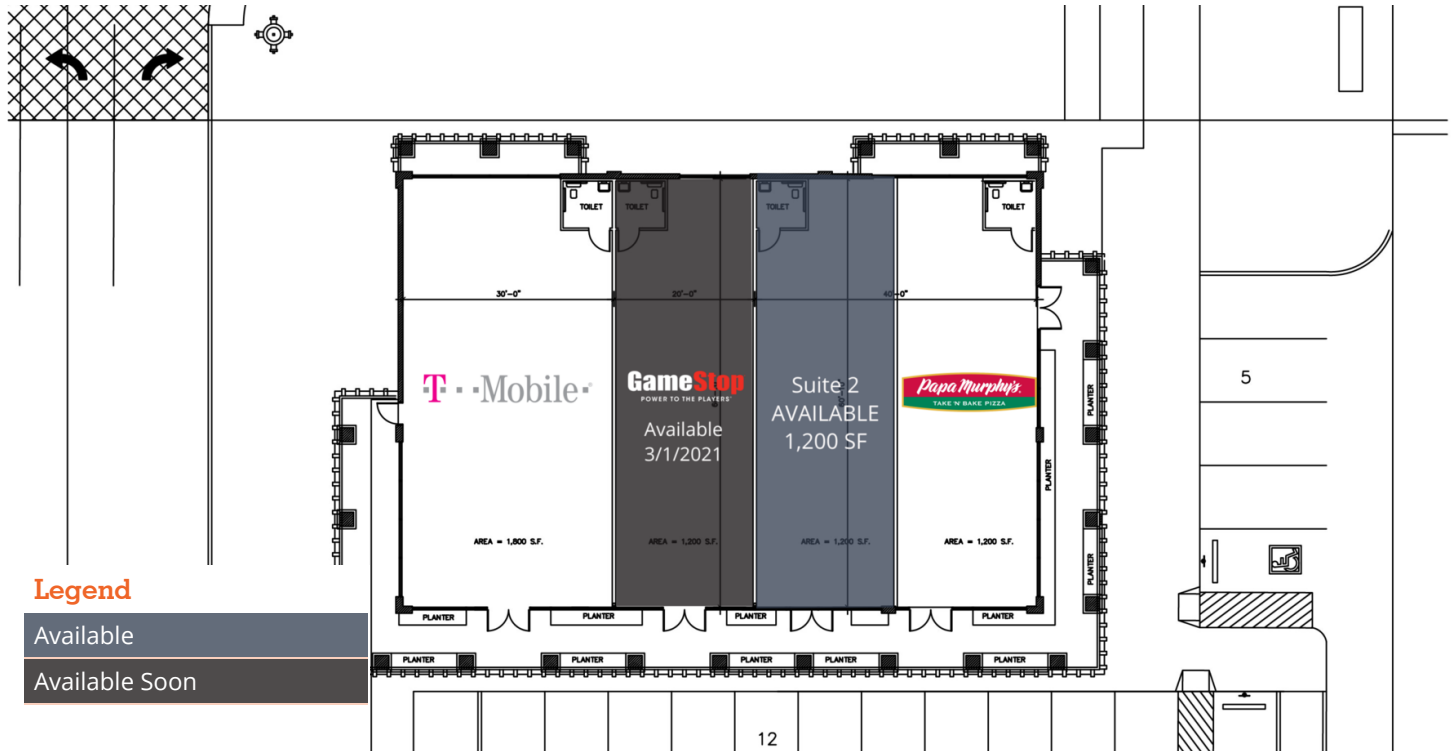 TOILET
TOILET
TOILET
TOILET
30'-0"
20'-0"
40'-0"
T··Mobile·
GameStop
POWER TO THE PLAYERS
Available
3/1/2021
Suite 2
AVAILABLE
1,200 SF
Papa Murphy's
TAKE 'N' BAKE PIZZA
5
PLANTER
PLANTER
PLANTER
AREA = 1,800 S.F.
AREA = 1,200 S.F.
AREA = 1,200 S.F.
AREA = 1,200 S.F.
PLANTER
PLANTER
PLANTER
PLANTER
PLANTER
PLANTER
PLANTER
PLANTER
PLANTER
12
Legend
Available
Available Soon